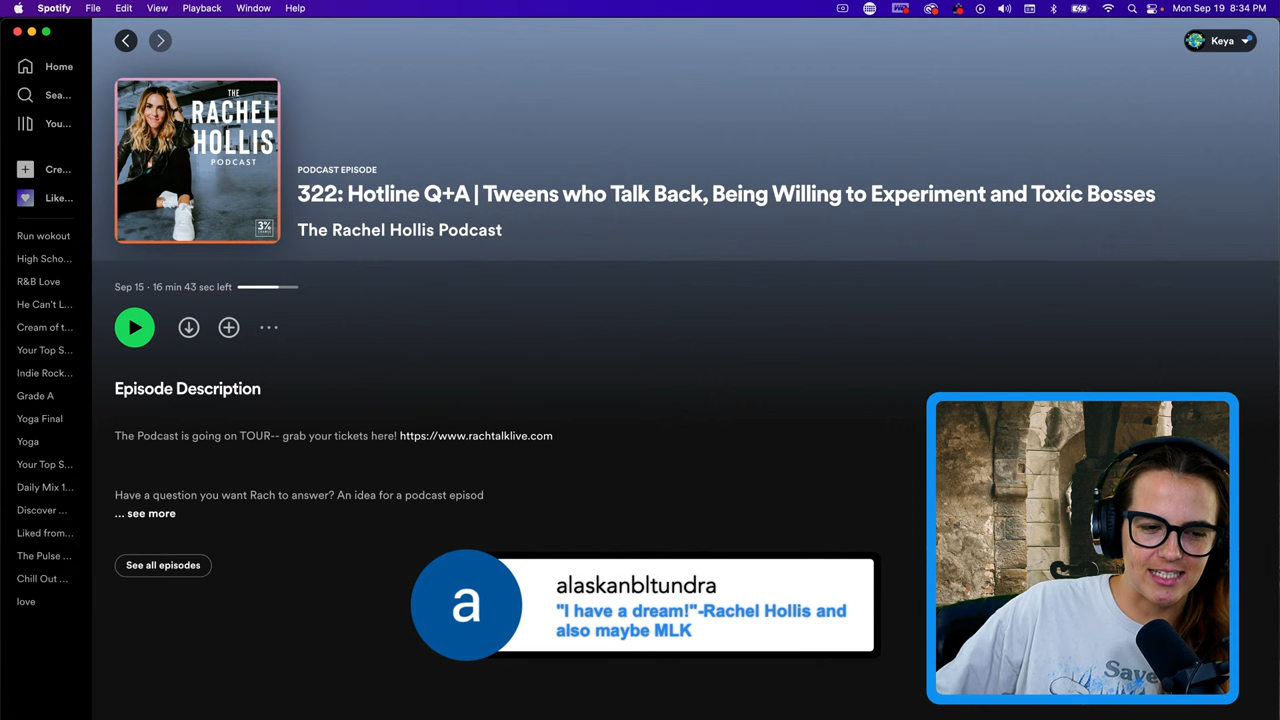 Spotify File Edit View Playback Window Help
Mon Sep 19 8:34 PM
Home
Sea...
You...
Cre...
Like...
Run wokout
High Scho...
R&B Love
He Can't L...
Cream of t...
Your Top S...
Indie Rock...
Grade A
Yoga Final
Yoga
Your Top S...
Daily Mix 1...
Discover ...
Liked from...
The Pulse ...
Chill Out ...
love
Keya
THE
RACHEL
HOLLIS
PODCAST
3%
PODCAST EPISODE
322: Hotline Q+A | Tweens who Talk Back, Being Willing to Experiment and Toxic Bosses
The Rachel Hollis Podcast
Sep 15 · 16 min 43 sec left
Episode Description
The Podcast is going on TOUR-- grab your tickets here! https://www.rachtalklive.com
Have a question you want Rach to answer? An idea for a podcast episod
... see more
See all episodes
a
alaskanbltundra
"I have a dream!"-Rachel Hollis and
also maybe MLK
Save